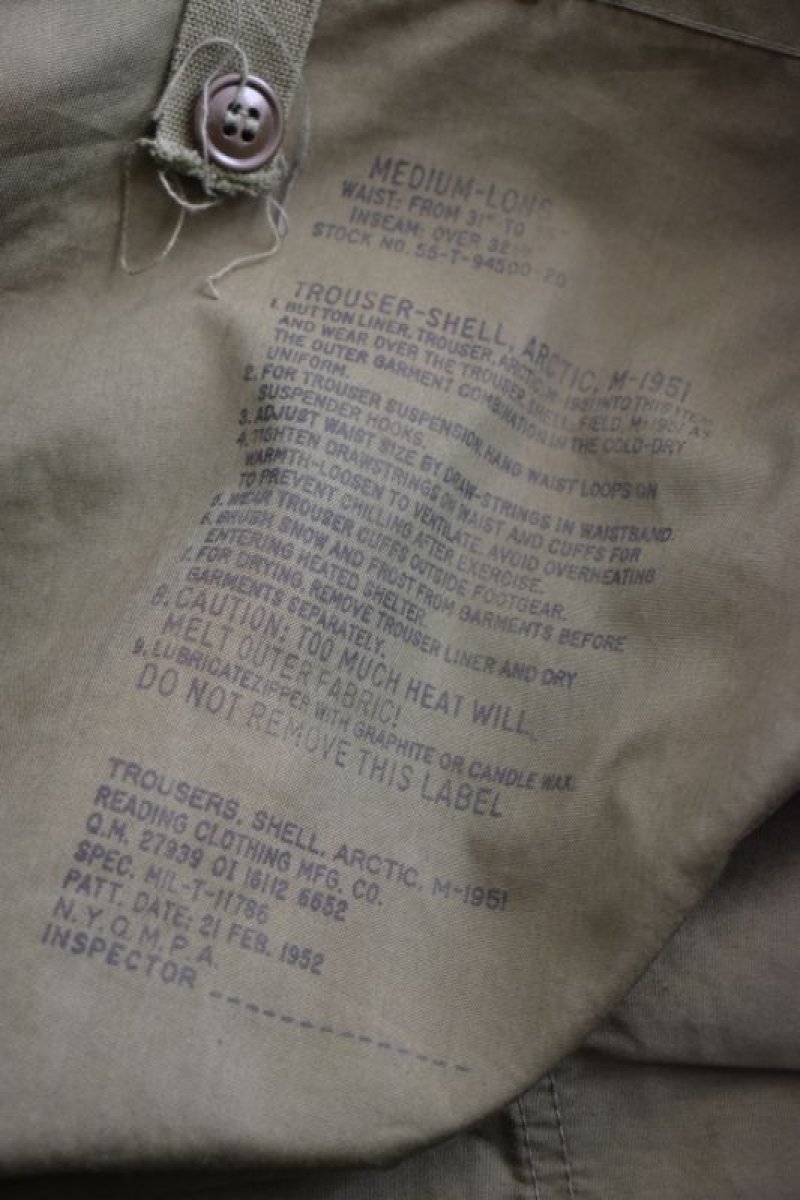 MEDIUM-LONG
WAIST: FROM 31" TO
INSEAM: OVER 32½"
STOCK NO. 55-T-94500-20
TROUSER-SHELL, ARCTIC, M-1951
1. BUTTON LINER, TROUSER, ARCTIC, M 1951 INTO THIS ITEM
AND WEAR OVER THE TROUSER, SHELL, FIELD, M-1951 AS
THE OUTER GARMENT COMBINATION IN THE COLD-DRY
UNIFORM.
2. FOR TROUSER SUSPENSION, HANG WAIST LOOPS ON
SUSPENDER HOOKS.
3. ADJUST WAIST SIZE BY DRAW-STRINGS IN WAISTBAND.
4. TIGHTEN DRAWSTRINGS ON WAIST AND CUFFS FOR
WARMTH-LOOSEN TO VENTILATE. AVOID OVERHEATING
TO PREVENT CHILLING AFTER EXERCISE.
5. WEAR TROUSER CUFFS OUTSIDE FOOTGEAR.
6. BRUSH SNOW AND FROST FROM GARMENTS BEFORE
ENTERING HEATED SHELTER.
7. FOR DRYING, REMOVE TROUSER LINER AND DRY
GARMENTS SEPARATELY.
8. CAUTION: TOO MUCH HEAT WILL
MELT OUTER FABRIC!
9. LUBRICATE ZIPPER WITH GRAPHITE OR CANDLE WAX.
DO NOT REMOVE THIS LABEL
TROUSERS, SHELL, ARCTIC, M-1951
READING CLOTHING MFG. CO.
Q.M. 27939 OI 16112 6652
SPEC. MIL-T-11786
PATT. DATE: 21 FEB. 1952
N.Y.Q.M.P.A.
INSPECTOR